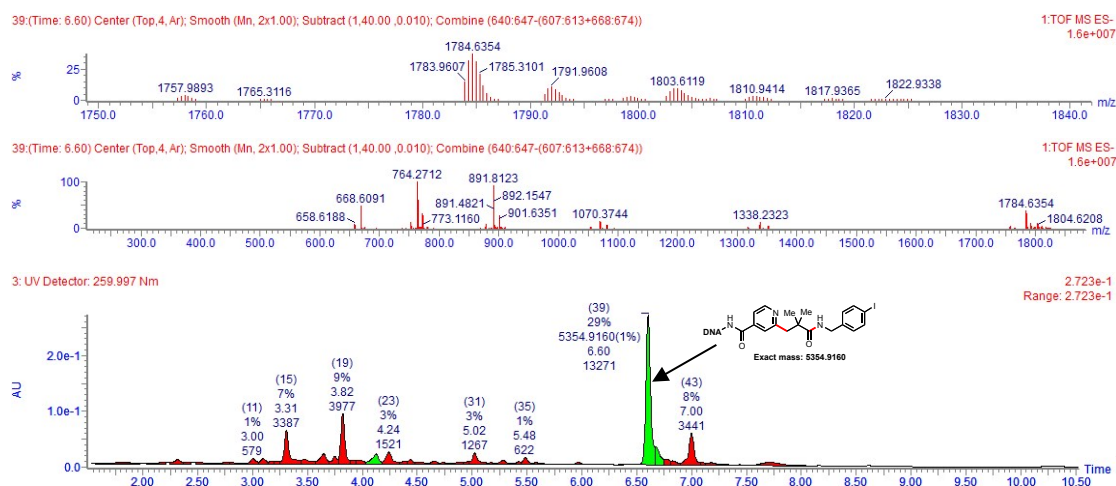 39:(Time: 6.60) Center (Top,4, Ar); Smooth (Mn, 2x1.00); Subtract (1,40.00 ,0.010); Combine (640:647-(607:613+668:674))
1:TOF MS ES-
1.6e+007
1784.6354
1783.9607
1785.3101
1757.9893
1765.3116
1791.9608
1803.6119
1810.9414
1817.9365
1822.9338
%
25
0
1750.0 1760.0 1770.0 1780.0 1790.0 1800.0 1810.0 1820.0 1830.0 1840.0
m/z
39:(Time: 6.60) Center (Top,4, Ar); Smooth (Mn, 2x1.00); Subtract (1,40.00 ,0.010); Combine (640:647-(607:613+668:674))
1:TOF MS ES-
1.6e+007
764.2712
891.8123
892.1547
891.4821
901.6351
668.6091
658.6188
773.1160
1070.3744
1338.2323
1784.6354
1804.6208
%
100
0
300.0 400.0 500.0 600.0 700.0 800.0 900.0 1000.0 1100.0 1200.0 1300.0 1400.0 1500.0 1600.0 1700.0 1800.0
m/z
3: UV Detector: 259.997 Nm
2.723e-1
Range: 2.723e-1
AU
2.0e-1
1.0e-1
0.0
(11)
1%
3.00
579
(15)
7%
3.31
3387
(19)
9%
3.82
3977
(23)
3%
4.24
1521
(31)
3%
5.02
1267
(35)
1%
5.48
622
(39)
29%
5354.9160(1%)
6.60
13271
(43)
8%
7.00
3441
DNA
H
N
O
N
Me Me
O
H
N
I
Exact mass: 5354.9160
2.00 2.50 3.00 3.50 4.00 4.50 5.00 5.50 6.00 6.50 7.00 7.50 8.00 8.50 9.00 9.50 10.00 10.50
Time